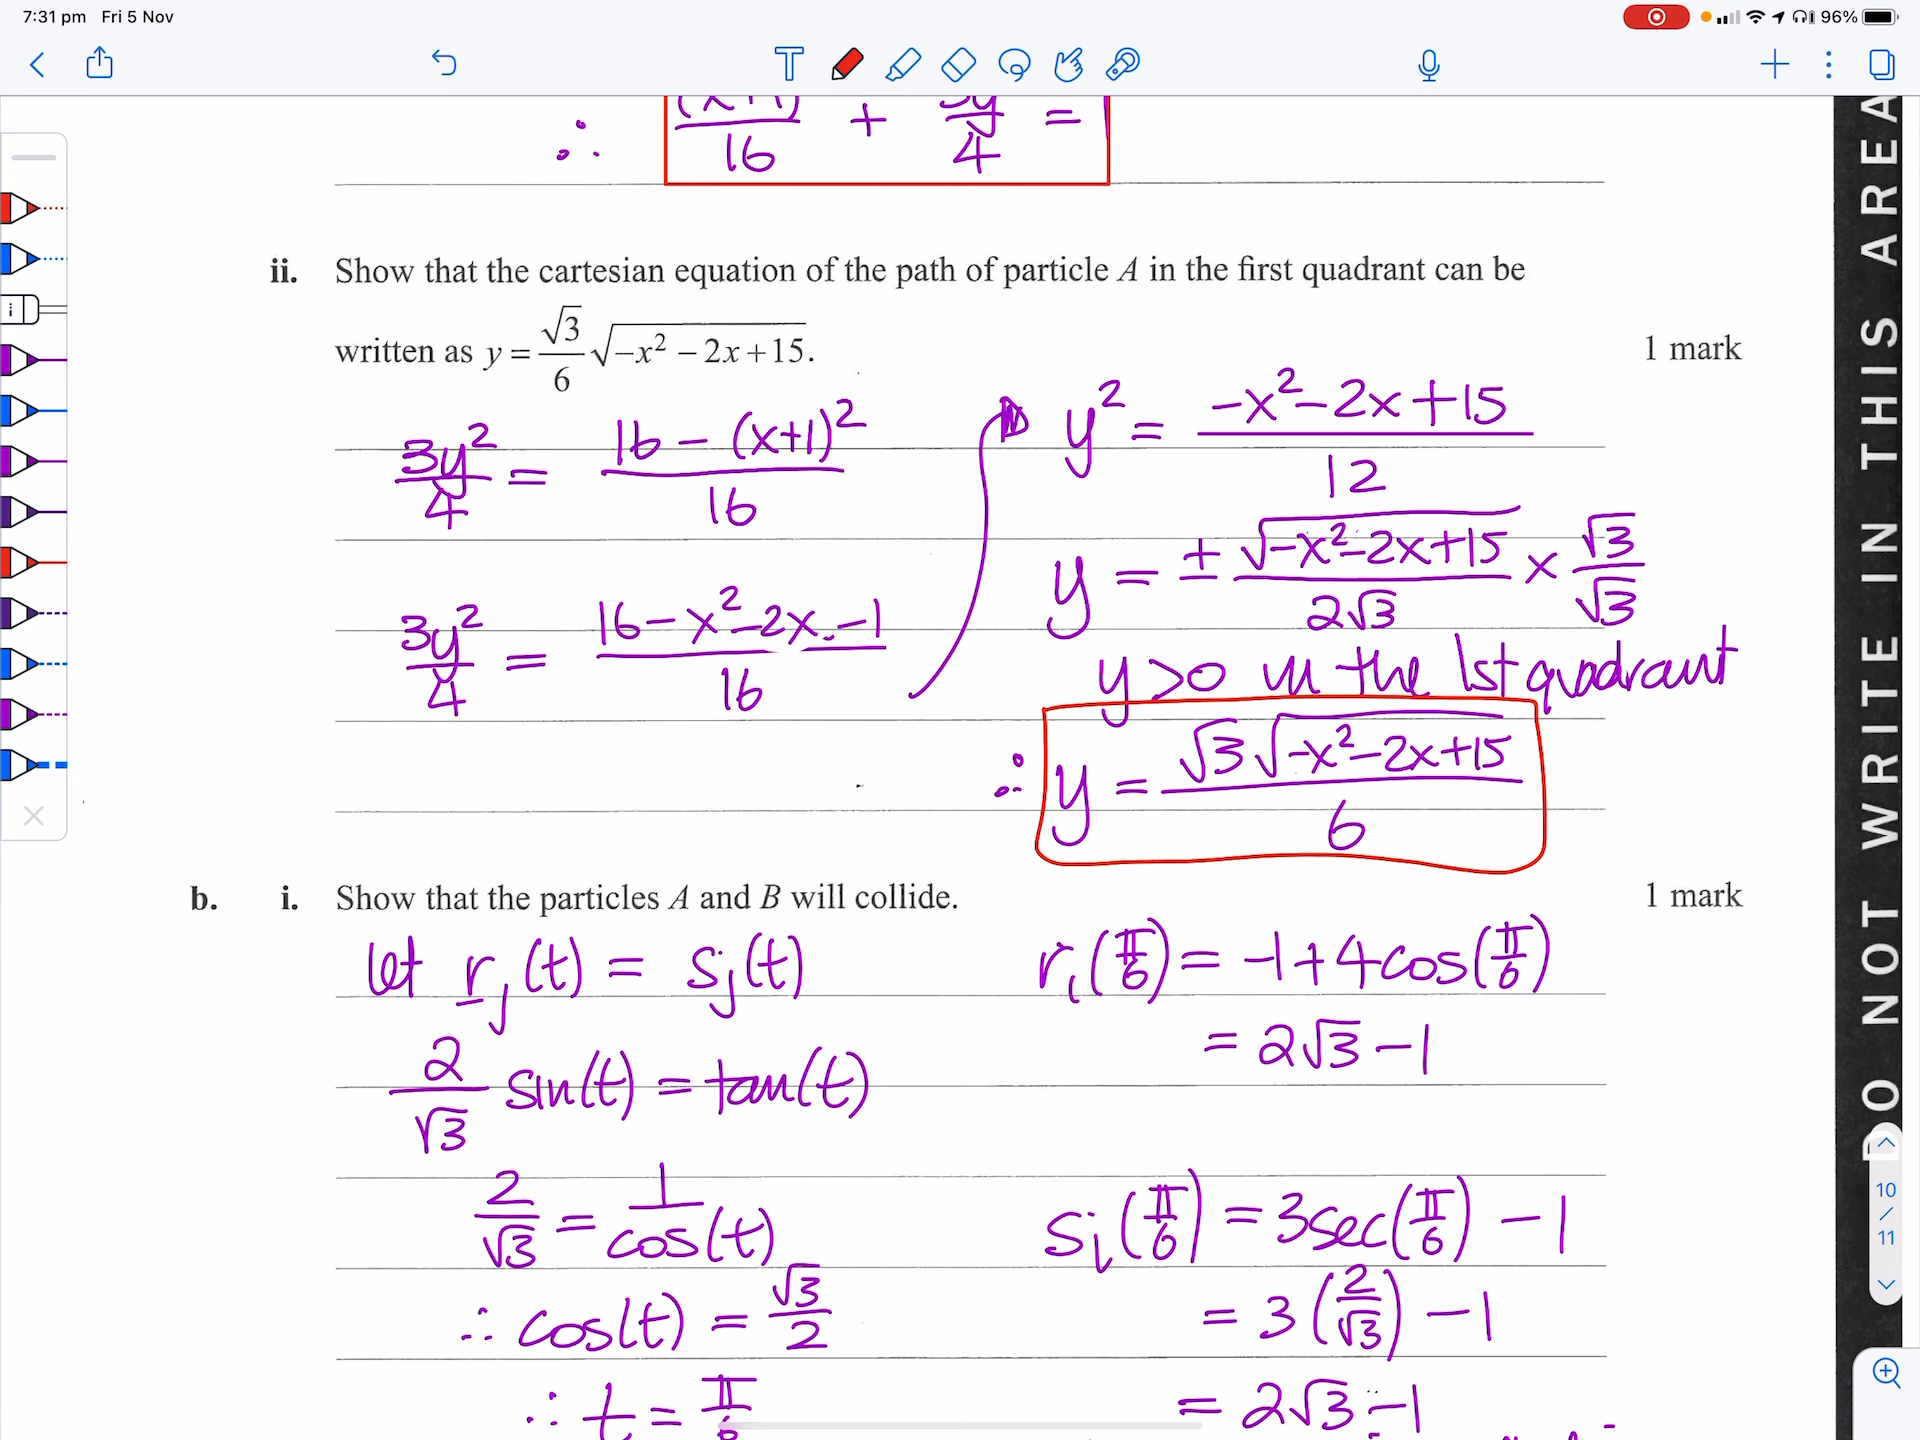 7:31 pm Fri 5 Nov
96%
∴ (x+1)²/16 + 3y²/4 = 1
ii. Show that the cartesian equation of the path of particle A in the first quadrant can be
written as y = √3/6 √(−x² − 2x + 15). 1 mark
3y²/4 = (16 − (x+1)²)/16
3y²/4 = (16 − x² − 2x − 1)/16
y² = (−x² − 2x + 15)/12
y = ± √(−x² − 2x + 15)/(2√3) × √3/√3
y > 0 in the 1st quadrant
∴ y = √3 √(−x² − 2x + 15)/6
b. i. Show that the particles A and B will collide. 1 mark
let rⱼ(t) = sⱼ(t)
2/√3 sin(t) = tan(t)
2/√3 = 1/cos(t)
∴ cos(t) = √3/2
∴ t = π/6
rᵢ(π/6) = −1 + 4cos(π/6)
= 2√3 − 1
sᵢ(π/6) = 3sec(π/6) − 1
= 3(2/√3) − 1
= 2√3 − 1
DO NOT WRITE IN THIS AREA
10
/
11